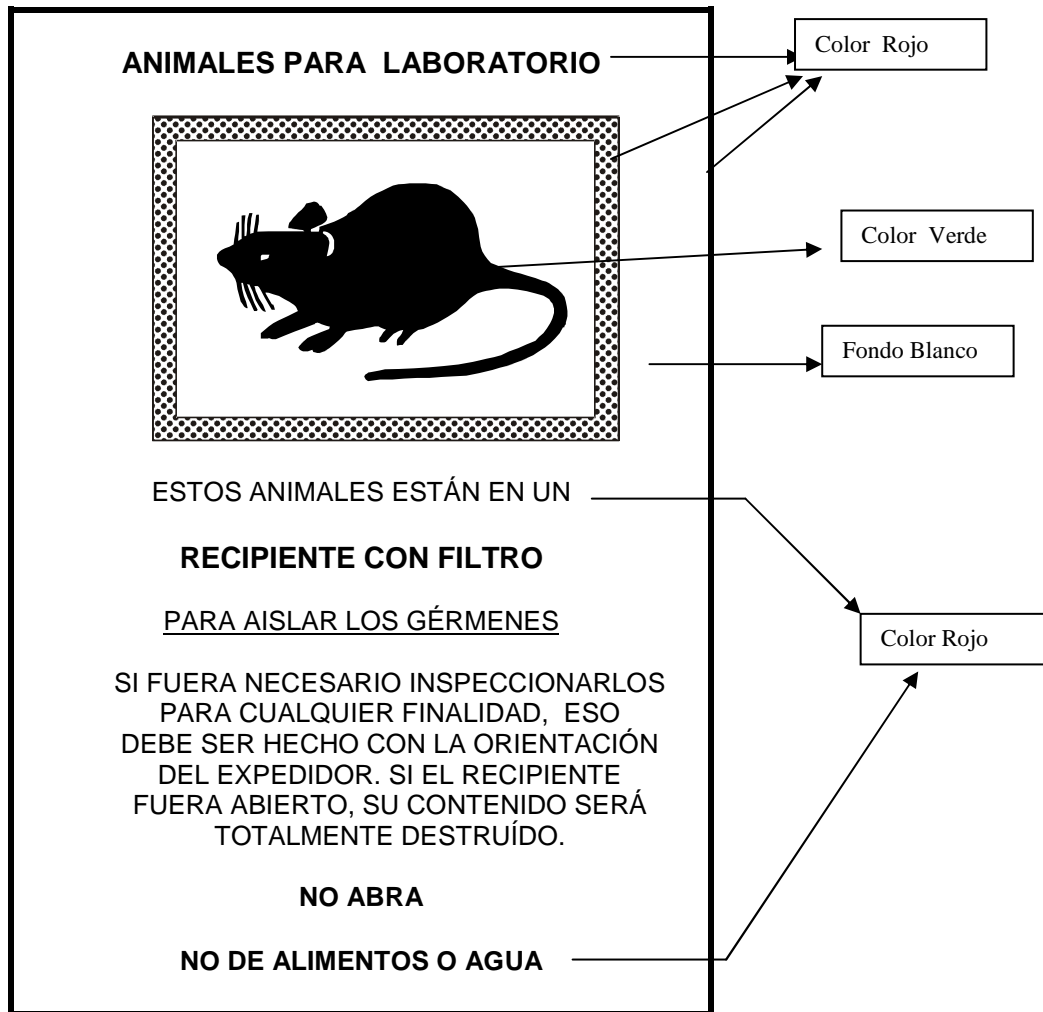 ANIMALES PARA LABORATORIO
Color Rojo
Color Verde
Fondo Blanco
ESTOS ANIMALES ESTÁN EN UN
RECIPIENTE CON FILTRO
PARA AISLAR LOS GÉRMENES
Color Rojo
SI FUERA NECESARIO INSPECCIONARLOS
PARA CUALQUIER FINALIDAD, ESO
DEBE SER HECHO CON LA ORIENTACIÓN
DEL EXPEDIDOR. SI EL RECIPIENTE
FUERA ABIERTO, SU CONTENIDO SERÁ
TOTALMENTE DESTRUÍDO.
NO ABRA
NO DE ALIMENTOS O AGUA